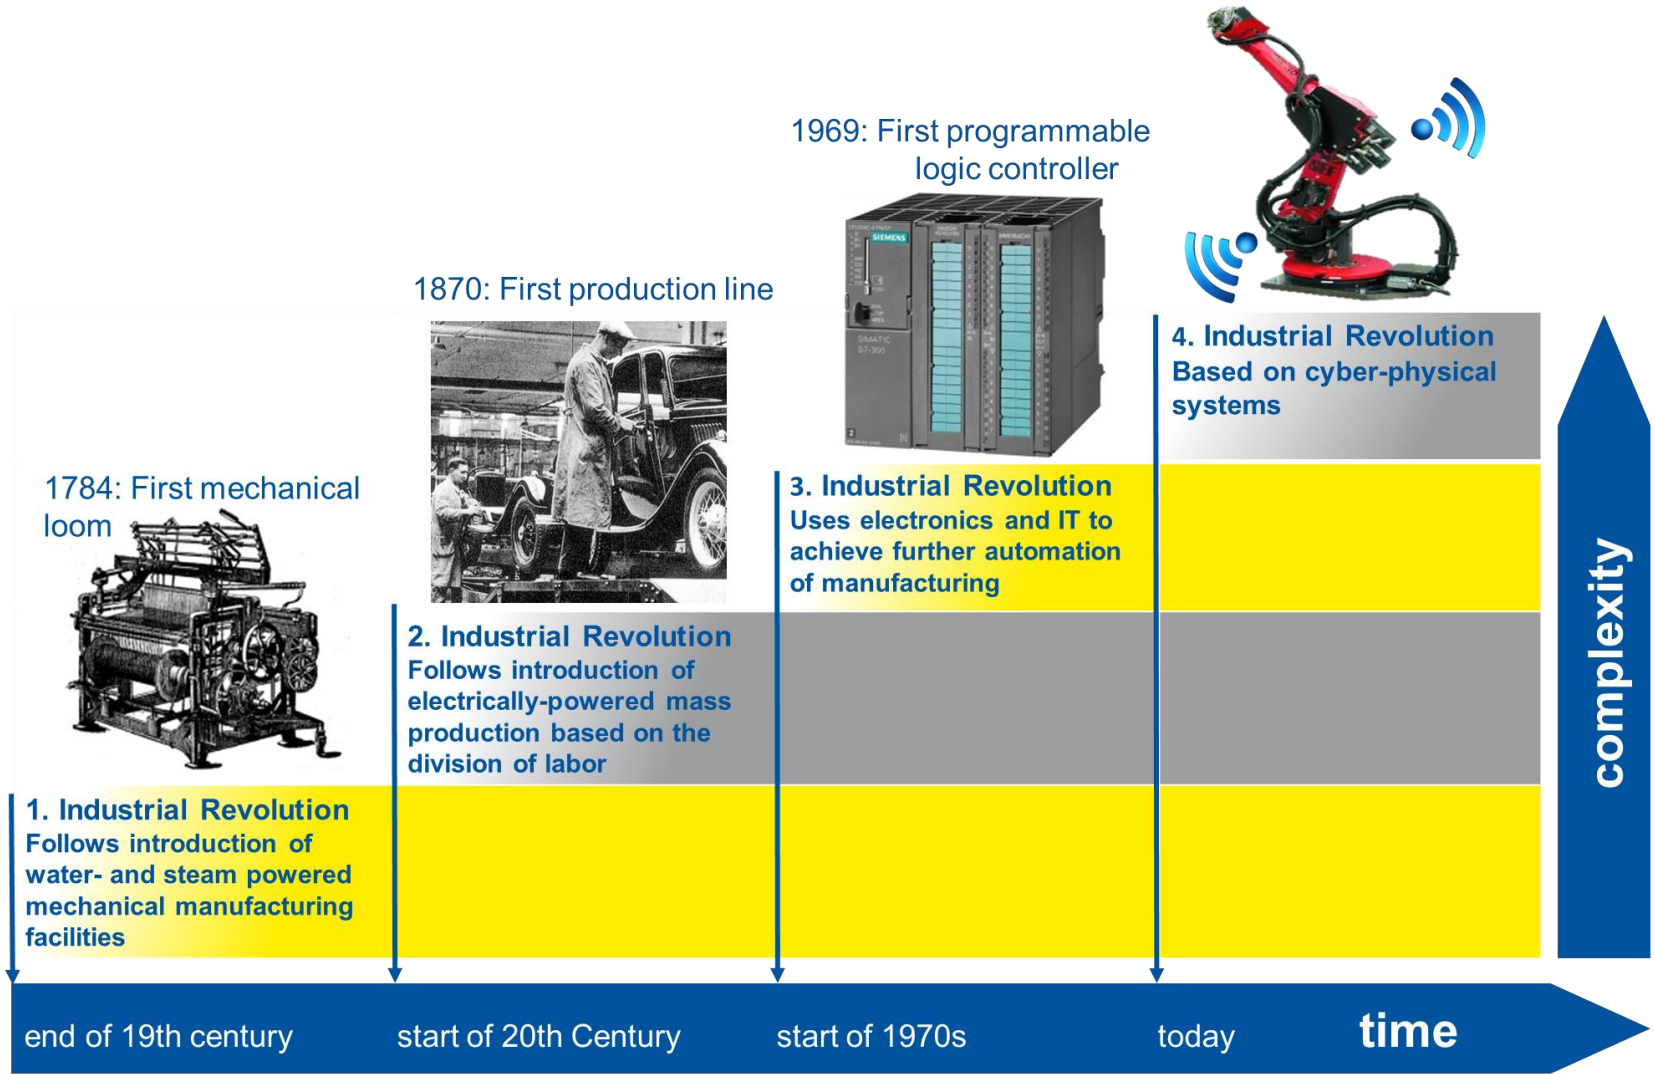 1969: First programmable
logic controller
SIEMENS
SIMATIC
S7-300
2
1870: First production line
4. Industrial Revolution
Based on cyber-physical
systems
1784: First mechanical
loom
3. Industrial Revolution
Uses electronics and IT to
achieve further automation
of manufacturing
2. Industrial Revolution
Follows introduction of
electrically-powered mass
production based on the
division of labor
1. Industrial Revolution
Follows introduction of
water- and steam powered
mechanical manufacturing
facilities
complexity
end of 19th century
start of 20th Century
start of 1970s
today
time